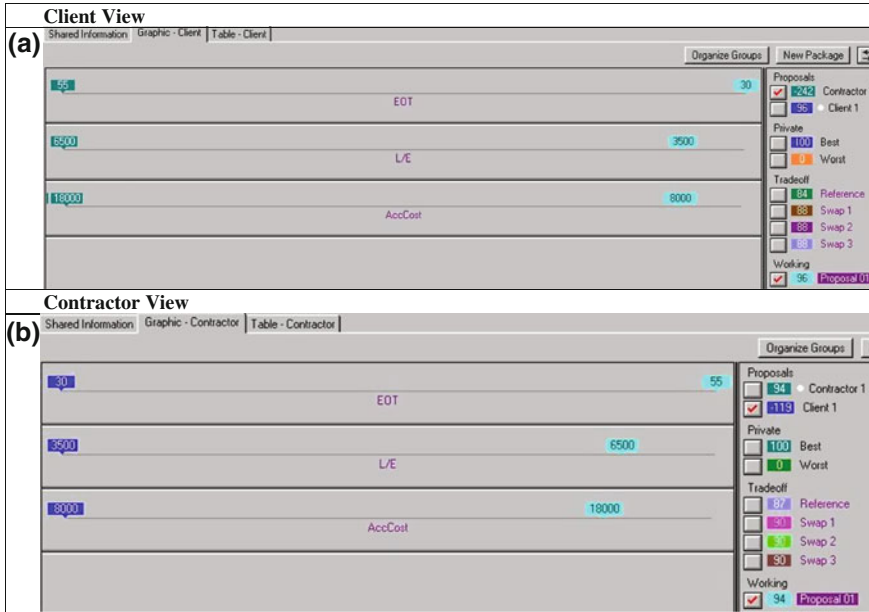 Client View
(a)
Shared Information Graphic - Client Table - Client
Organize Groups New Package
55 30
EOT
6500 3500
L/E
18000 8000
AccCost
Proposals
-242 Contractor
96 Client 1
Private
100 Best
0 Worst
Tradeoff
84 Reference
88 Swap 1
88 Swap 2
88 Swap 3
Working
96 Proposal 01
Contractor View
(b)
Shared Information Graphic - Contractor Table - Contractor
Organize Groups
30 55
EOT
3500 6500
L/E
8000 18000
AccCost
Proposals
94 Contractor 1
-119 Client 1
Private
100 Best
0 Worst
Tradeoff
87 Reference
90 Swap 1
90 Swap 2
90 Swap 3
Working
94 Proposal 01